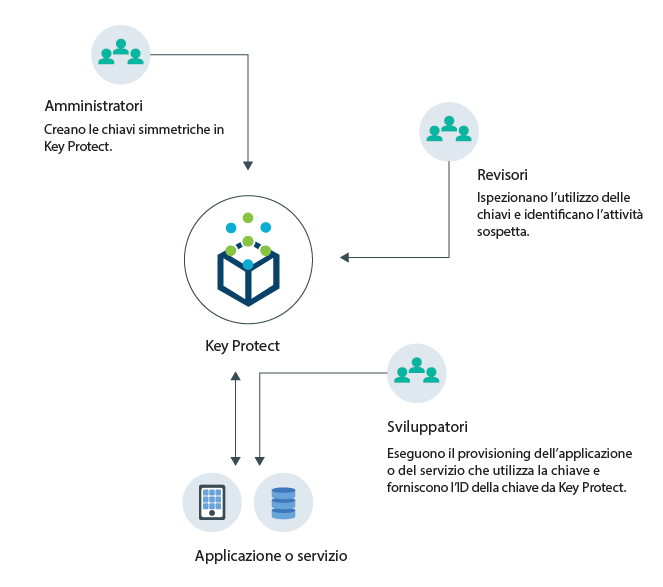 Amministratori
Creano le chiavi simmetriche in
Key Protect.
Revisori
Ispezionano l'utilizzo delle
chiavi e identificano l'attività
sospetta.
Key Protect
Sviluppatori
Eseguono il provisioning dell'applicazione
o del servizio che utilizza la chiave e
forniscono l'ID della chiave da Key Protect.
Applicazione o servizio